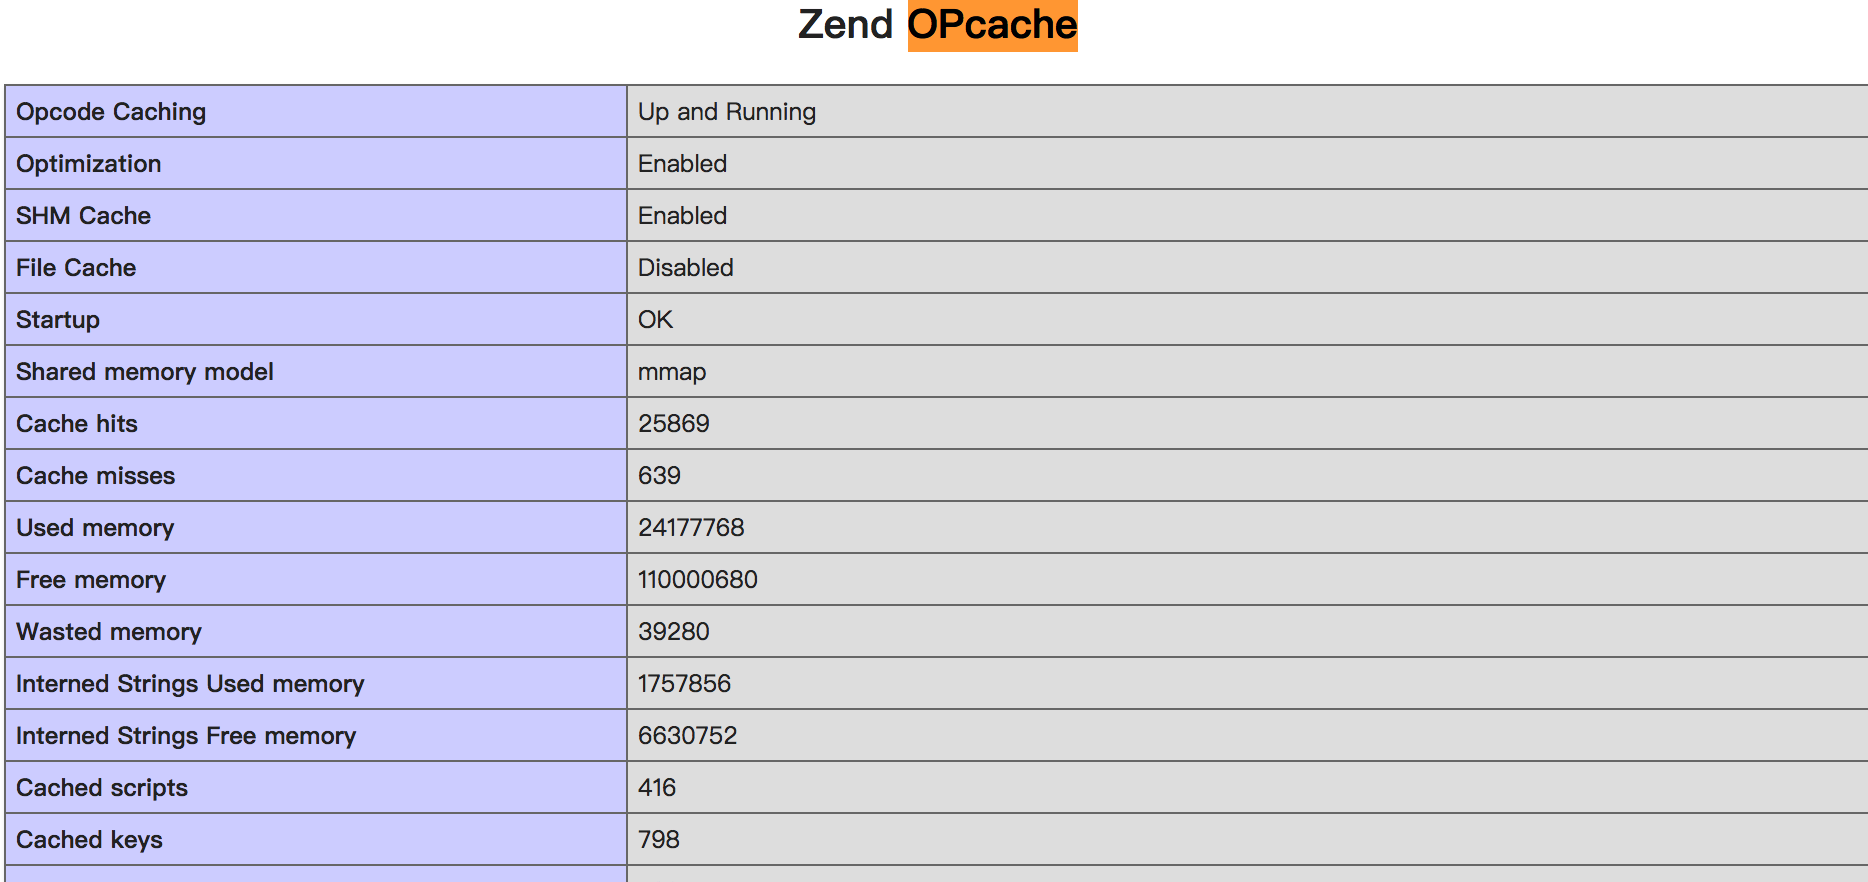 Zend OPcache
Opcode Caching Up and Running
Optimization Enabled
SHM Cache Enabled
File Cache Disabled
Startup OK
Shared memory model mmap
Cache hits 25869
Cache misses 639
Used memory 24177768
Free memory 110000680
Wasted memory 39280
Interned Strings Used memory 1757856
Interned Strings Free memory 6630752
Cached scripts 416
Cached keys 798